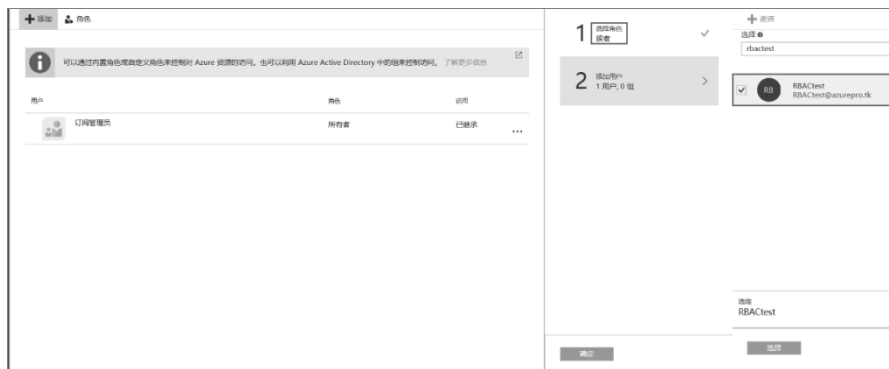 添加 角色
可以通过内置角色或自定义角色来控制对 Azure 资源的访问。也可以利用 Azure Active Directory 中的组来控制访问。 了解更多信息
用户 角色 访问
订阅管理员 所有者 已继承
1 选择角色
读者
2 添加用户
1 用户, 0 组
确定
邀请
选择
rbactest
RB RBACtest
RBACtest@azurepro.tk
选择